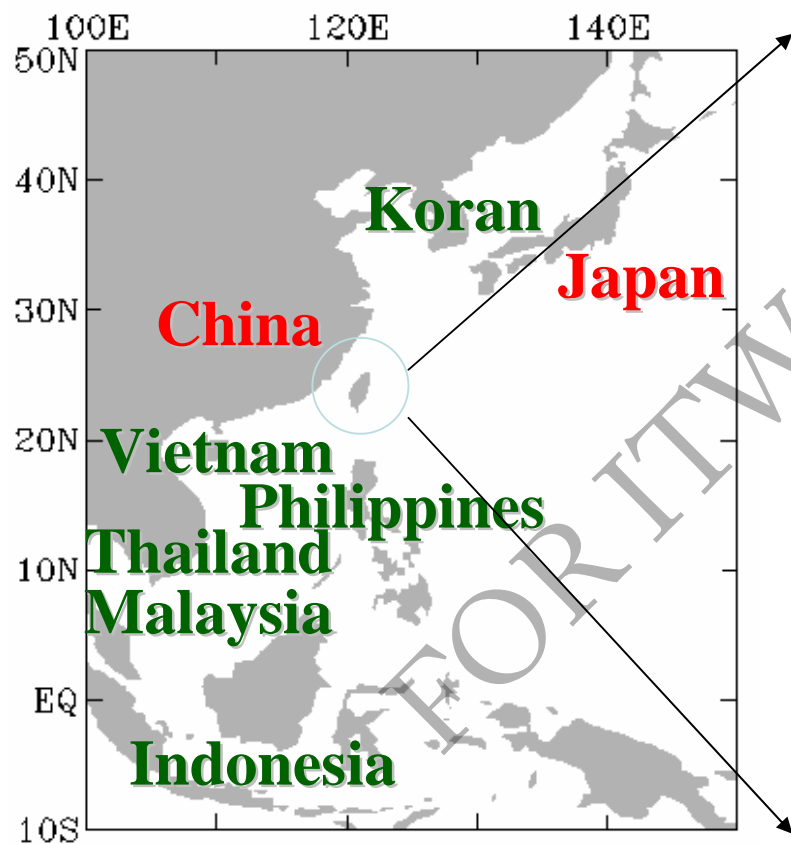 100E 120E 140E
50N
40N
Koran
Japan
30N
China
20N
Vietnam
Philippines
Thailand
10N
Malaysia
EQ
Indonesia
10S
FOR ITW